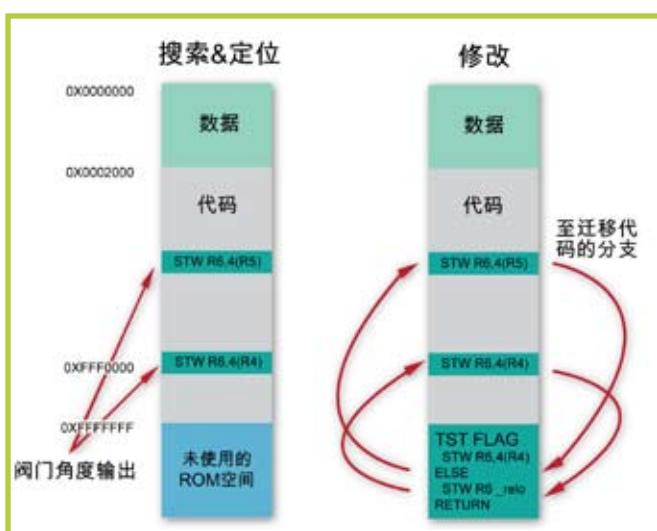 搜索&定位
0X0000000
数据
0X0002000
代码
STW R6,4(R5)
0XFFF0000
STW R6,4(R4)
0XFFFFFFF
阀门角度输出
未使用的
ROM空间
修改
数据
代码
至迁移代
码的分支
STW R6,4(R5)
STW R6,4(R4)
TST FLAG
STW R6,4(R4)
ELSE
STW R6 _relo
RETURN